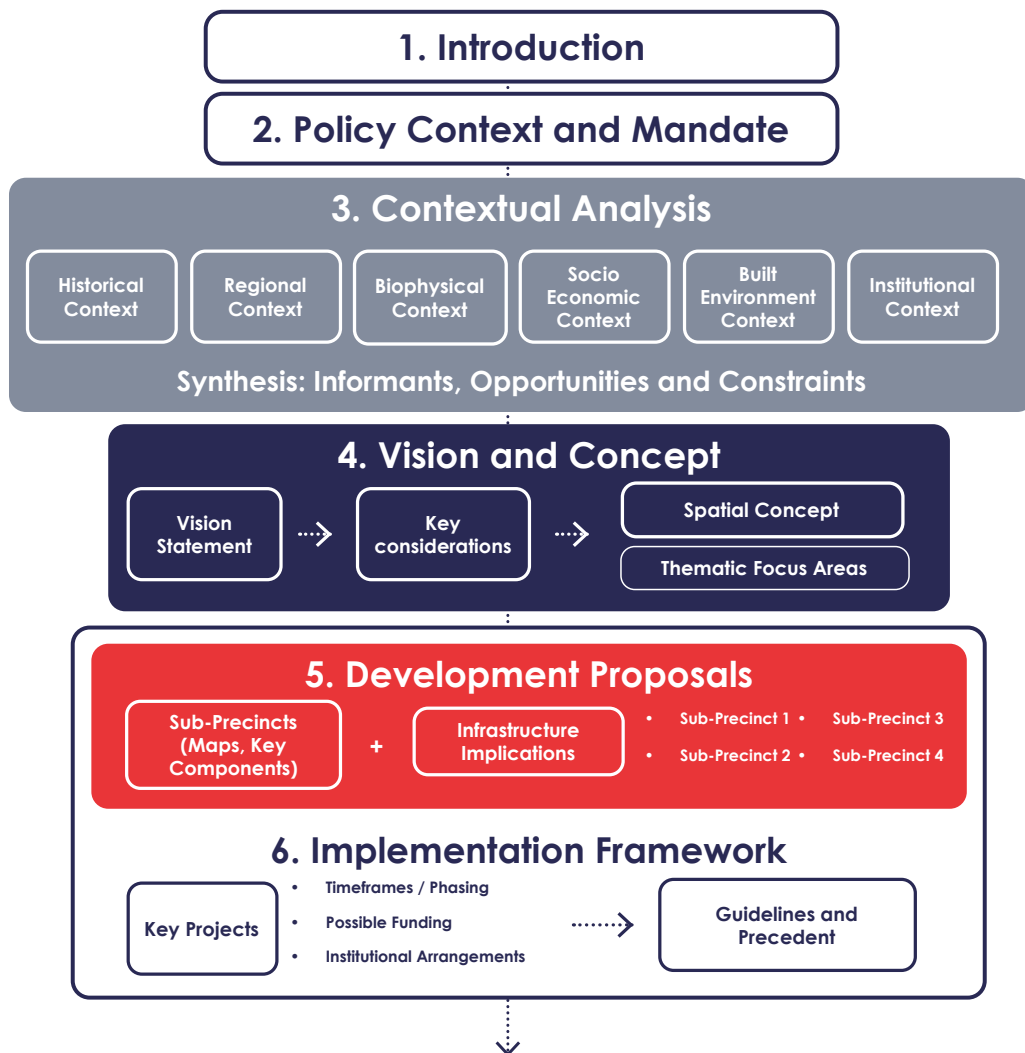 1. Introduction
2. Policy Context and Mandate
3. Contextual Analysis
Historical
Context
Regional
Context
Biophysical
Context
Socio
Economic
Context
Built
Environment
Context
Institutional
Context
Synthesis: Informants, Opportunities and Constraints
4. Vision and Concept
Vision
Statement
Key
considerations
Spatial Concept
Thematic Focus Areas
5. Development Proposals
Sub-Precincts
(Maps, Key
Components)
+
Infrastructure
Implications
• Sub-Precinct 1
• Sub-Precinct 2
• Sub-Precinct 3
• Sub-Precinct 4
6. Implementation Framework
Key Projects
• Timeframes / Phasing
• Possible Funding
• Institutional Arrangements
Guidelines and
Precedent